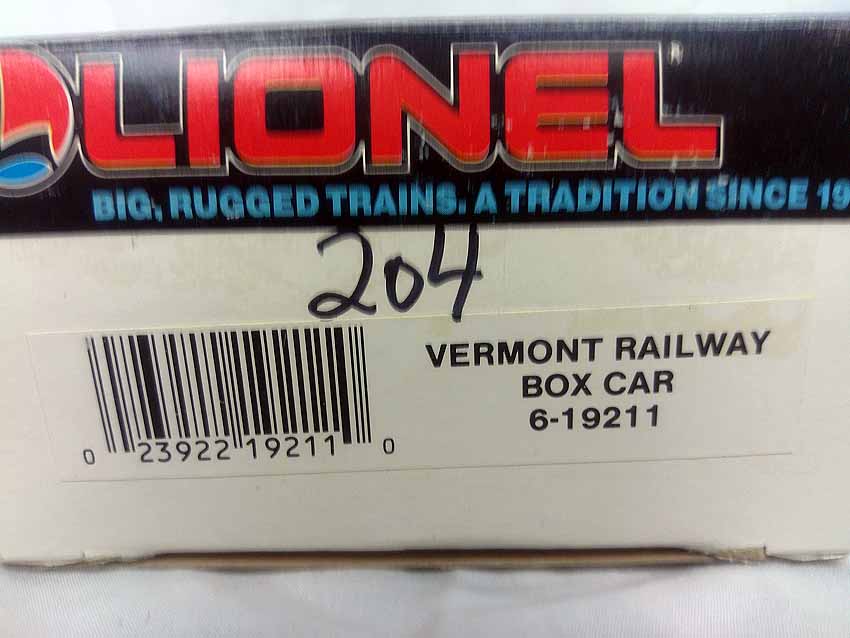 LIONEL®
BIG, RUGGED TRAINS. A TRADITION SINCE 19
204
VERMONT RAILWAY
BOX CAR
6-19211
0 23922 19211 0